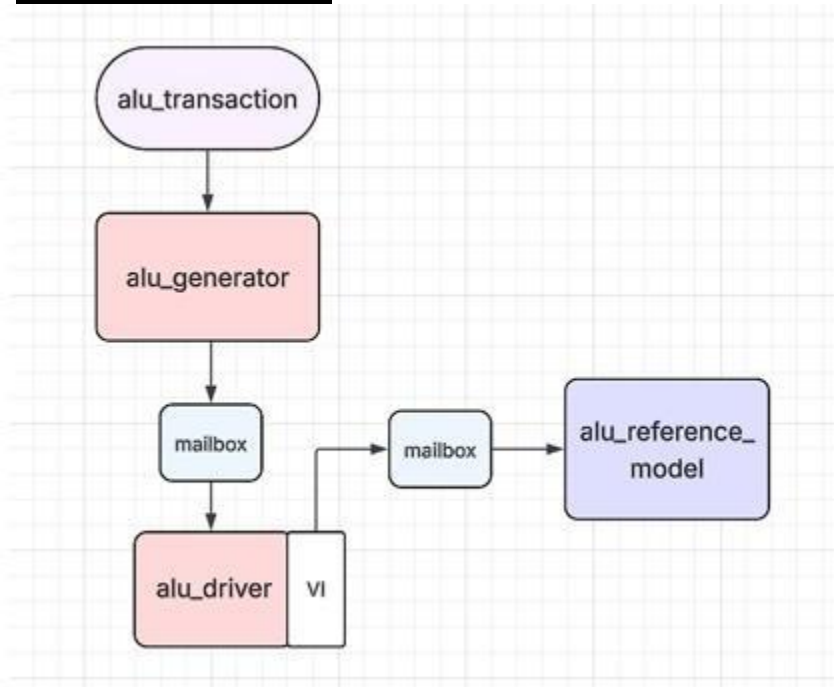 alu_transaction
alu_generator
mailbox
mailbox
alu_reference_
model
alu_driver
VI